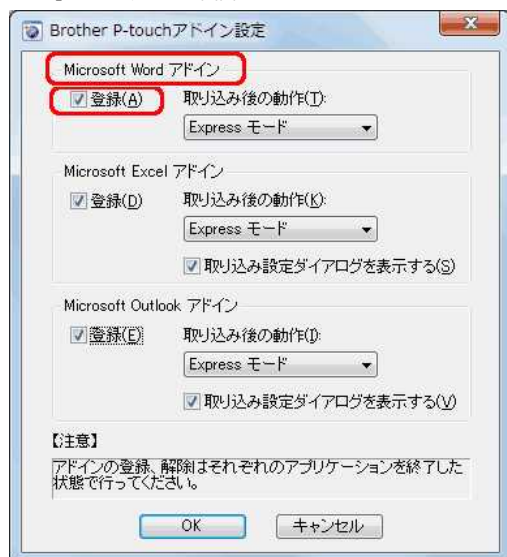 Brother P-touchアドイン設定
Microsoft Word アドイン
登録(A) 取り込み後の動作(T):
Express モード
Microsoft Excel アドイン
登録(D) 取り込み後の動作(K):
Express モード
取り込み設定ダイアログを表示する(S)
Microsoft Outlook アドイン
登録(E) 取り込み後の動作(I):
Express モード
取り込み設定ダイアログを表示する(V)
【注意】
アドインの登録、解除はそれぞれのアプリケーションを終了した
状態で行ってください。
OK キャンセル